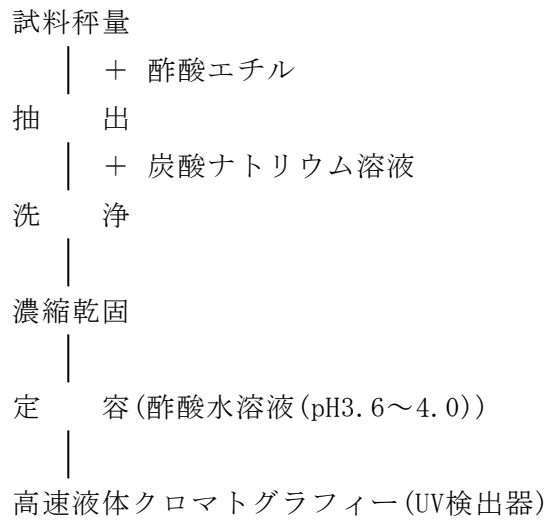 試料秤量
＋ 酢酸エチル
抽　　出
＋ 炭酸ナトリウム溶液
洗　　浄
濃縮乾固
定　　容(酢酸水溶液(pH3.6～4.0))
高速液体クロマトグラフィー(UV検出器)